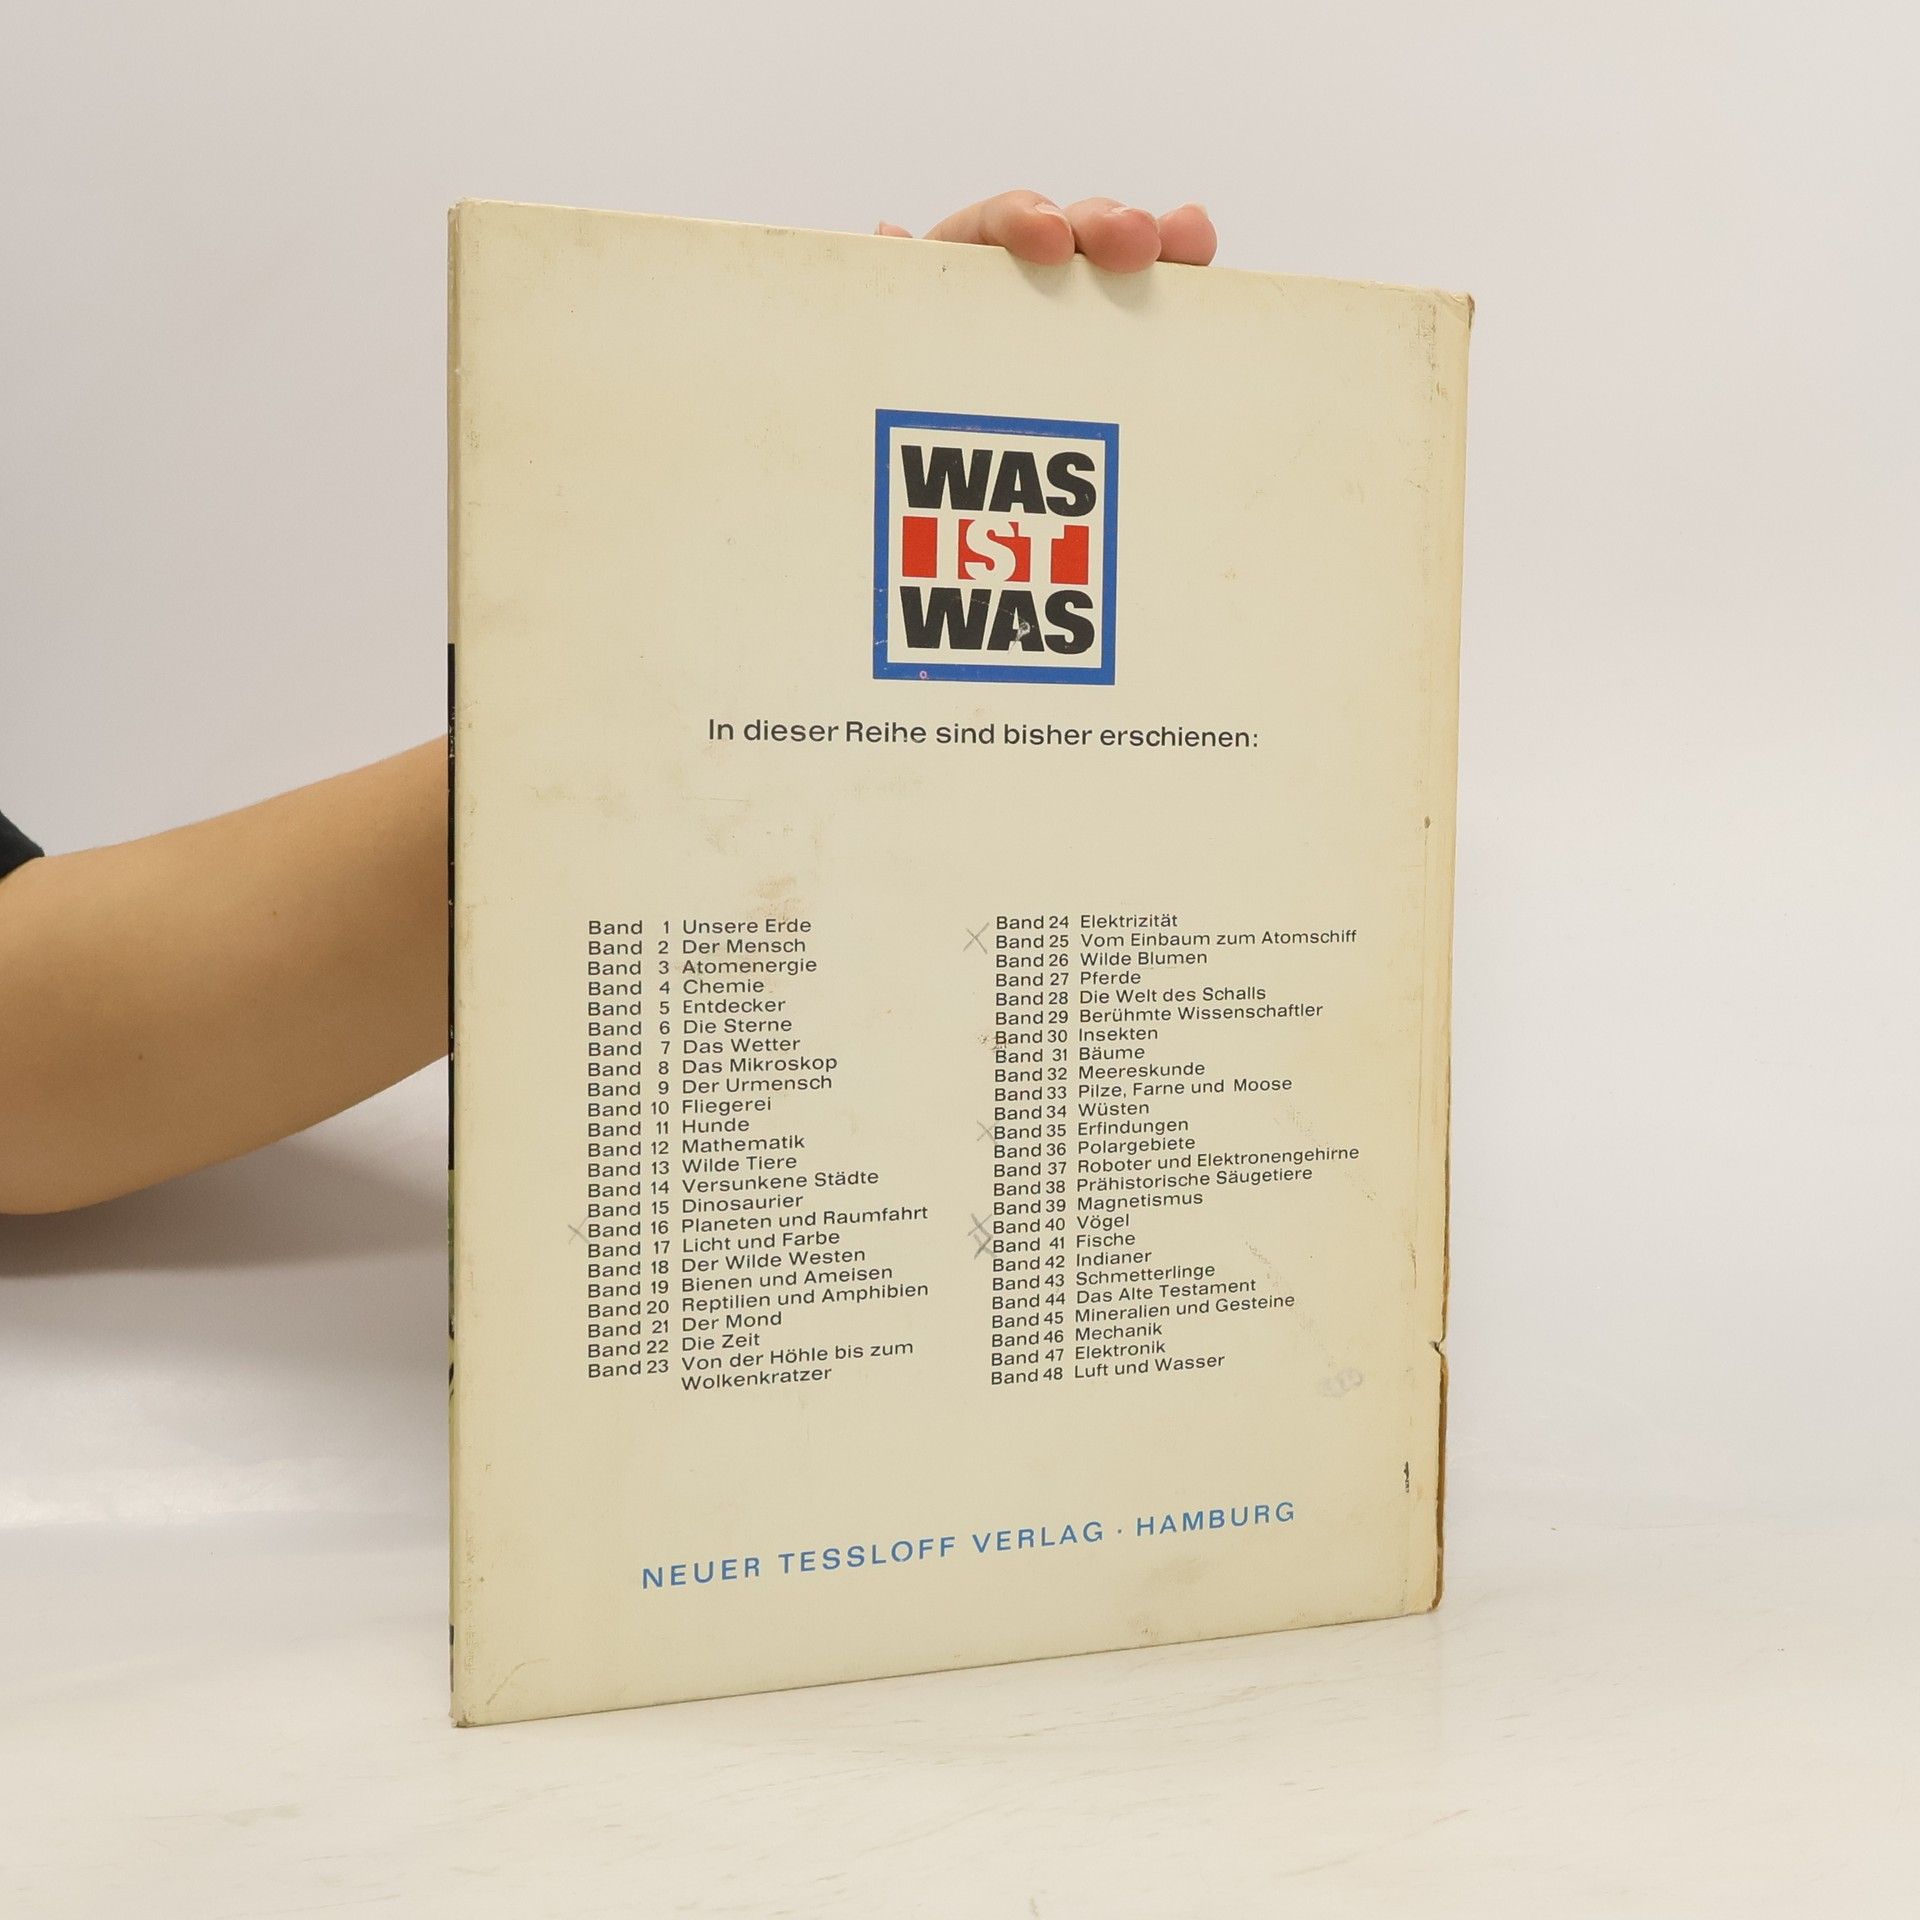 WAS
IST
WAS
In dieser Reihe sind bisher erschienen:
Band 1 Unsere Erde
Band 2 Der Mensch
Band 3 Atomenergie
Band 4 Chemie
Band 5 Entdecker
Band 6 Die Sterne
Band 7 Das Wetter
Band 8 Das Mikroskop
Band 9 Der Urmensch
Band 10 Fliegerei
Band 11 Hunde
Band 12 Mathematik
Band 13 Wilde Tiere
Band 14 Versunkene Städte
Band 15 Dinosaurier
Band 16 Planeten und Raumfahrt
Band 17 Licht und Farbe
Band 18 Der Wilde Westen
Band 19 Bienen und Ameisen
Band 20 Reptilien und Amphibien
Band 21 Der Mond
Band 22 Die Zeit
Band 23 Von der Höhle bis zum
Wolkenkratzer
Band 24 Elektrizität
Band 25 Vom Einbaum zum Atomschiff
Band 26 Wilde Blumen
Band 27 Pferde
Band 28 Die Welt des Schalls
Band 29 Berühmte Wissenschaftler
Band 30 Insekten
Band 31 Bäume
Band 32 Meereskunde
Band 33 Pilze, Farne und Moose
Band 34 Wüsten
Band 35 Erfindungen
Band 36 Polargebiete
Band 37 Roboter und Elektronengehirne
Band 38 Prähistorische Säugetiere
Band 39 Magnetismus
Band 40 Vögel
Band 41 Fische
Band 42 Indianer
Band 43 Schmetterlinge
Band 44 Das Alte Testament
Band 45 Mineralien und Gesteine
Band 46 Mechanik
Band 47 Elektronik
Band 48 Luft und Wasser
NEUER TESSLOFF VERLAG · HAMBURG